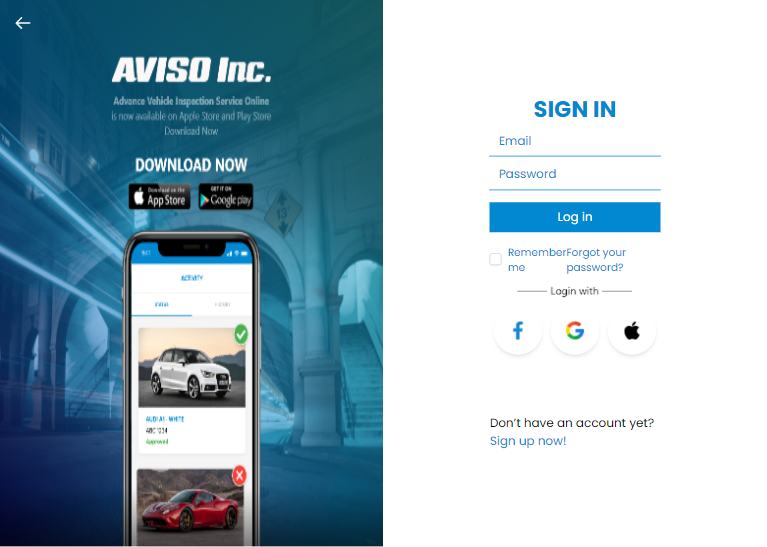 AVISO Inc.
Advance Vehicle Inspection Service Online
is now available on Apple Store and Play Store
Download Now
DOWNLOAD NOW
Download on the
App Store
GET IT ON
Google play
9:41
ACTIVITY
AUDI A1 - WHITE
ABC 1234
Approved
SIGN IN
Email
Password
Log in
Remember me
Forgot your password?
Login with
Don't have an account yet?
Sign up now!